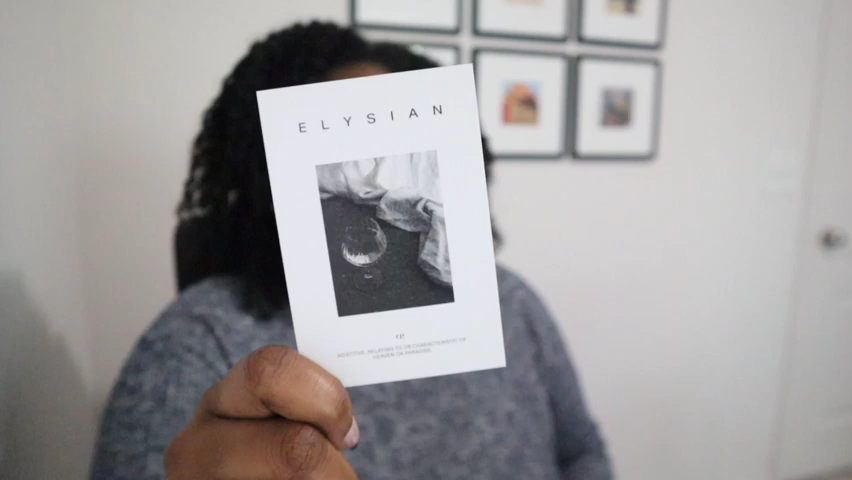 ELYSIAN
ADJECTIVE. RELATING TO OR CHARACTERISTIC OF
HEAVEN OR PARADISE.